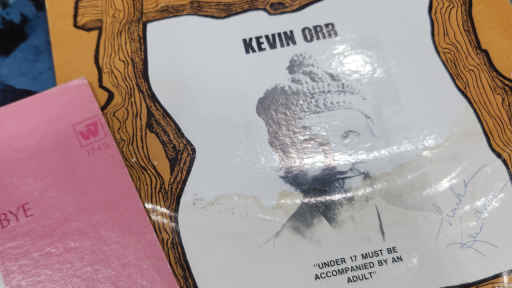 KEVIN ORR
"UNDER 17 MUST BE
ACCOMPANIED BY AN
ADULT"
W
BYE